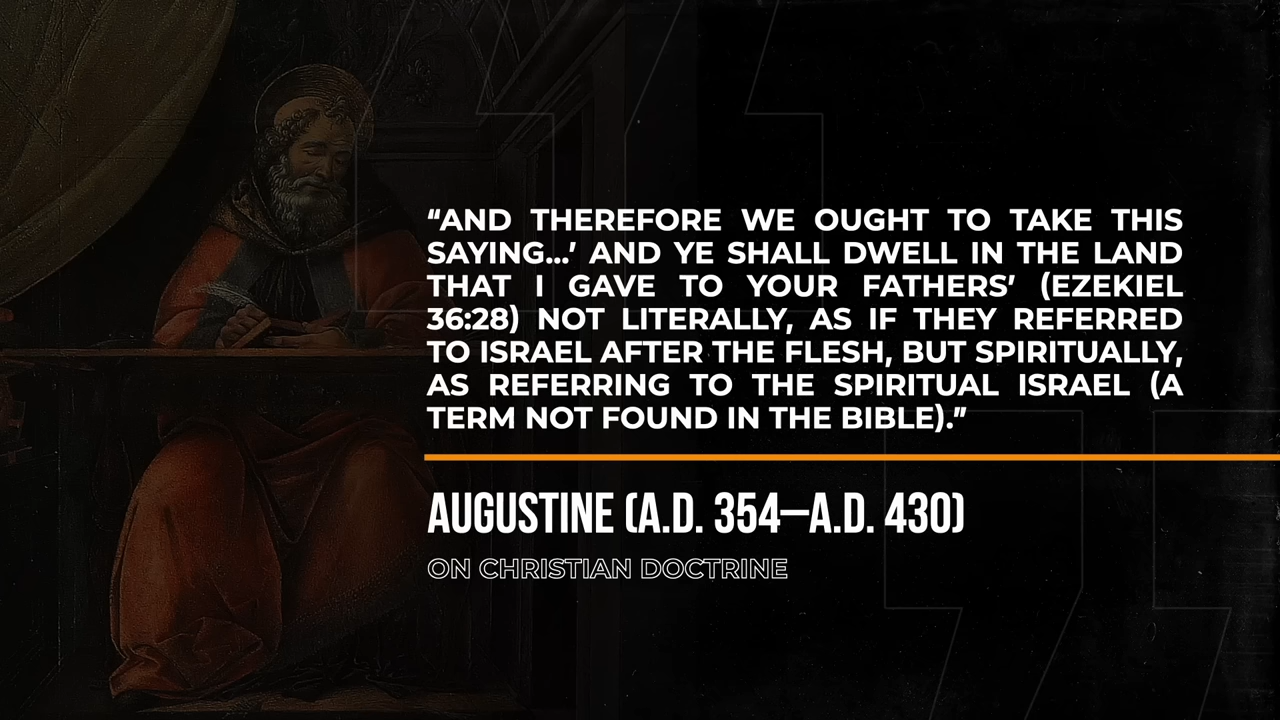 “AND THEREFORE WE OUGHT TO TAKE THIS
SAYING...’ AND YE SHALL DWELL IN THE LAND
THAT I GAVE TO YOUR FATHERS’ (EZEKIEL
36:28) NOT LITERALLY, AS IF THEY REFERRED
TO ISRAEL AFTER THE FLESH, BUT SPIRITUALLY,
AS REFERRING TO THE SPIRITUAL ISRAEL (A
TERM NOT FOUND IN THE BIBLE).”
AUGUSTINE (A.D. 354–A.D. 430)
ON CHRISTIAN DOCTRINE